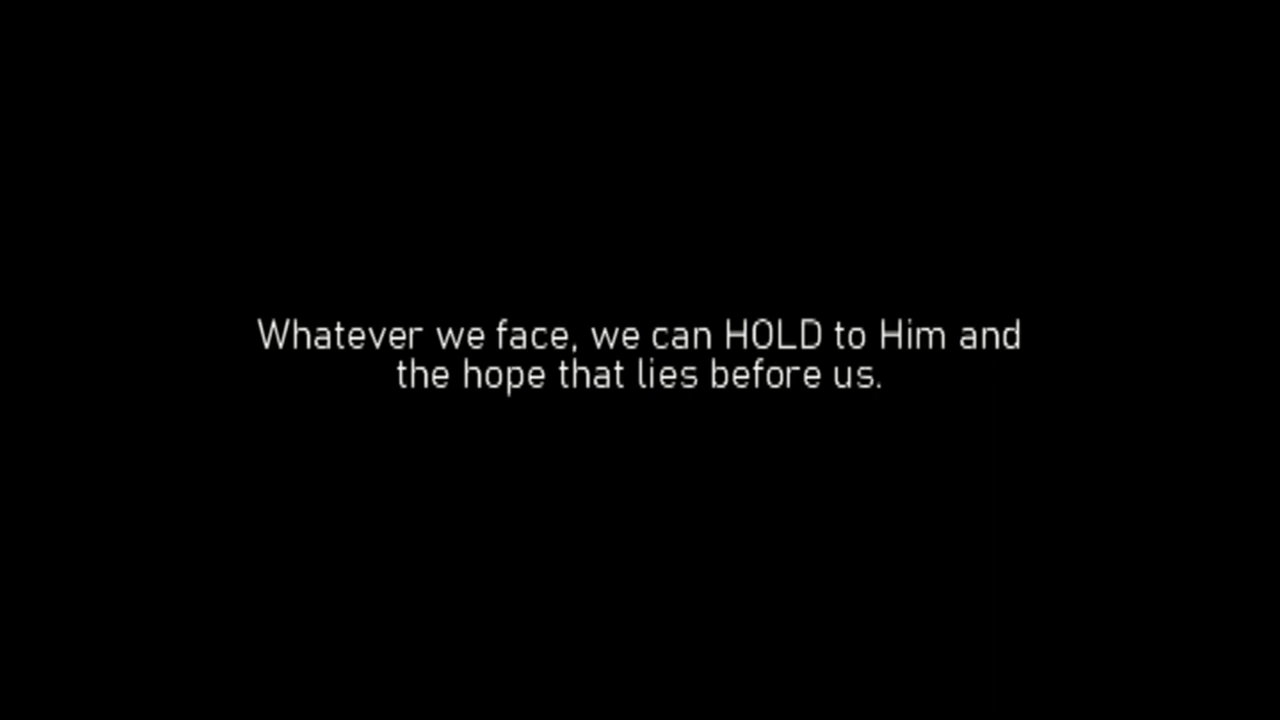 Whatever we face, we can HOLD to Him and
the hope that lies before us.